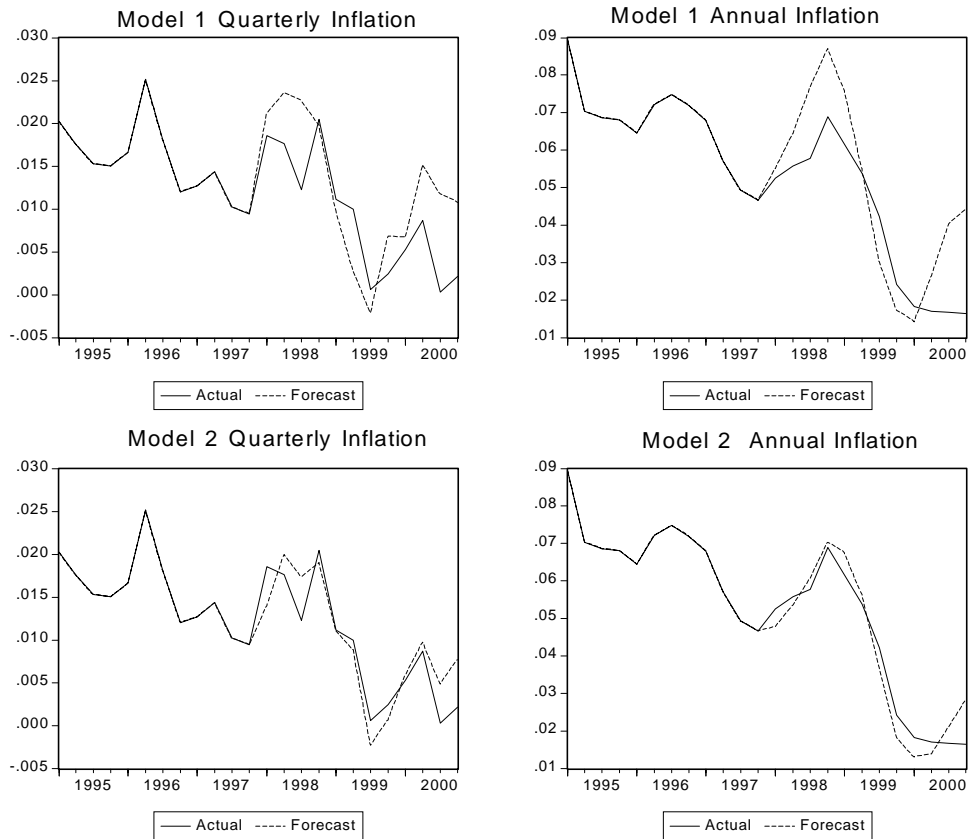 Model 1 Quarterly Inflation
.030
.025
.020
.015
.010
.005
.000
-.005
1995 1996 1997 1998 1999 2000
Actual Forecast
Model 1 Annual Inflation
.09
.08
.07
.06
.05
.04
.03
.02
.01
1995 1996 1997 1998 1999 2000
Actual Forecast
Model 2 Quarterly Inflation
.030
.025
.020
.015
.010
.005
.000
-.005
1995 1996 1997 1998 1999 2000
Actual Forecast
Model 2 Annual Inflation
.09
.08
.07
.06
.05
.04
.03
.02
.01
1995 1996 1997 1998 1999 2000
Actual Forecast